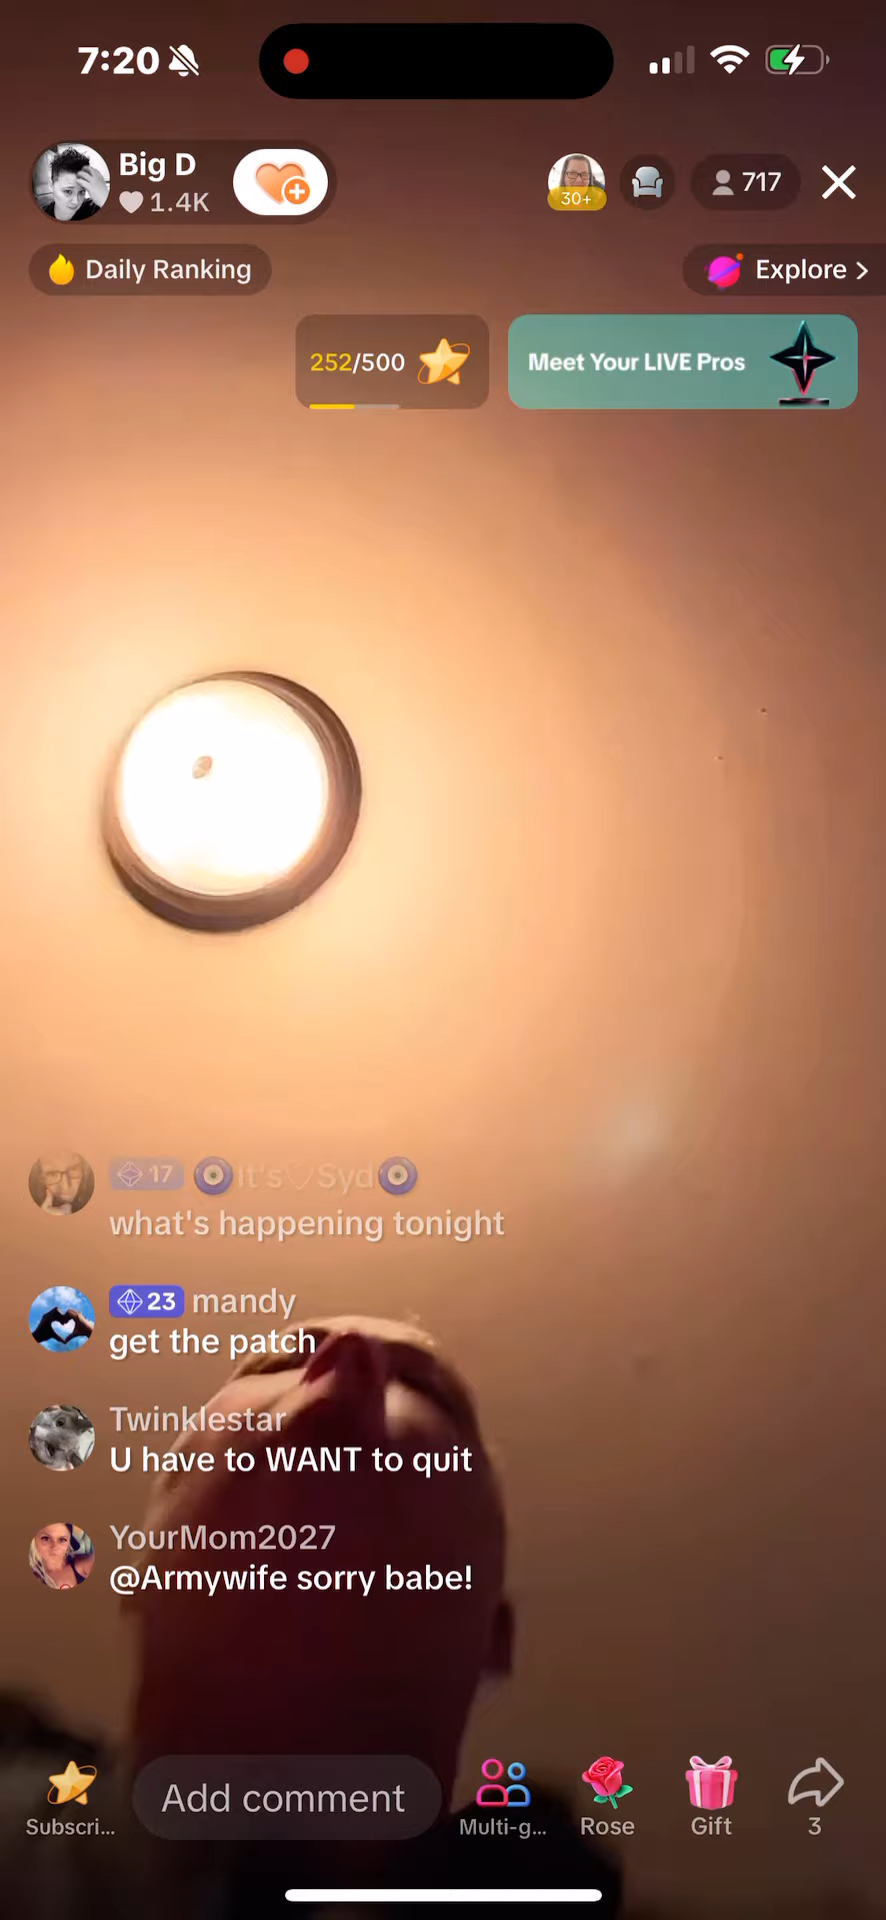 7:20
Big D
1.4K
30+
717
Daily Ranking
Explore >
252/500
Meet Your LIVE Pros
17 It's♡Syd
what's happening tonight
23 mandy
get the patch
Twinklestar
U have to WANT to quit
YourMom2027
@Armywife sorry babe!
Subscri...
Add comment
Multi-g...
Rose
Gift
3